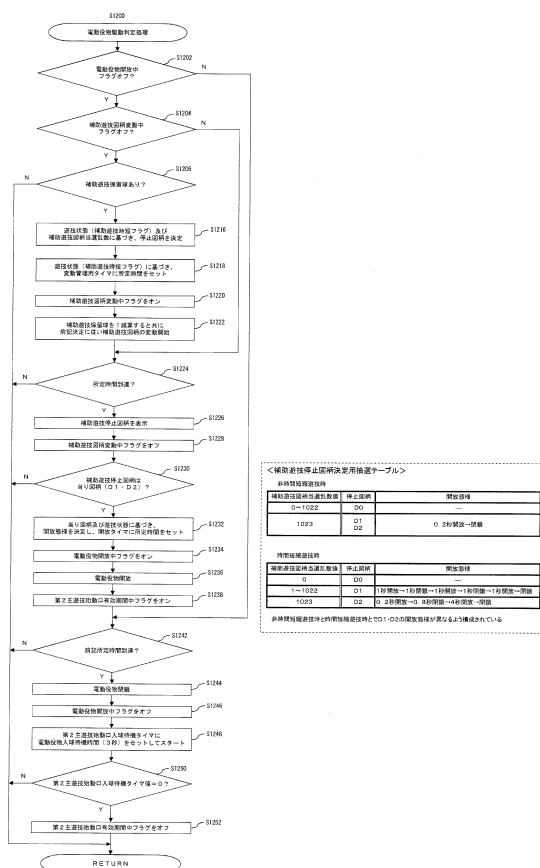 S1200
電動役物駆動判定処理
S1202
電動役物開放中
フラグオフ?
N
Y
S1204
補助遊技図柄変動中
フラグオフ?
N
Y
S1206
補助遊技保留球あり?
N
Y
S1216
遊技状態(補助遊技時短フラグ)及び
補助遊技図柄当選乱数に基づき、停止図柄を決定
S1218
遊技状態(補助遊技時短フラグ)に基づき、
変動管理用タイマに所定時間をセット
S1220
補助遊技図柄変動中フラグをオン
S1222
補助遊技保留球を1減算すると共に
前記決定に従い補助遊技図柄の変動開始
S1224
所定時間到達?
N
Y
S1226
補助遊技停止図柄を表示
S1228
補助遊技図柄変動中フラグをオフ
S1230
補助遊技停止図柄は
当り図柄(D1・D2)?
N
Y
S1232
当り図柄及び遊技状態に基づき、
開放態様を決定し、開放タイマに所定時間をセット
S1234
電動役物開放中フラグをオン
S1236
電動役物開放
S1238
第2主遊技始動口有効期間中フラグをオン
S1242
前記所定時間到達?
N
Y
S1244
電動役物閉鎖
S1246
電動役物開放中フラグをオフ
S1248
第2主遊技始動口入球待機タイマに
電動役物入球待機時間(3秒)をセットしてスタート
S1250
第2主遊技始動口入球待機タイマ値=0?
N
Y
S1252
第2主遊技始動口有効期間中フラグをオフ
RETURN
<補助遊技停止図柄決定用抽選テーブル>
非時間短縮遊技時
補助遊技図柄当選乱数値 停止図柄 開放態様
0~1022 D0 ―
1023 D1 D2 0.2秒開放→閉鎖
時間短縮遊技時
補助遊技図柄当選乱数値 停止図柄 開放態様
0 D0 ―
1~1022 D1 1秒開放→1秒閉鎖→1秒開放→1秒閉鎖→1秒開放→閉鎖
1023 D2 0.2秒開放→0.8秒閉鎖→4秒開放→閉鎖
非時間短縮遊技時と時間短縮遊技時とでD1・D2の開放態様が異なるよう構成されている